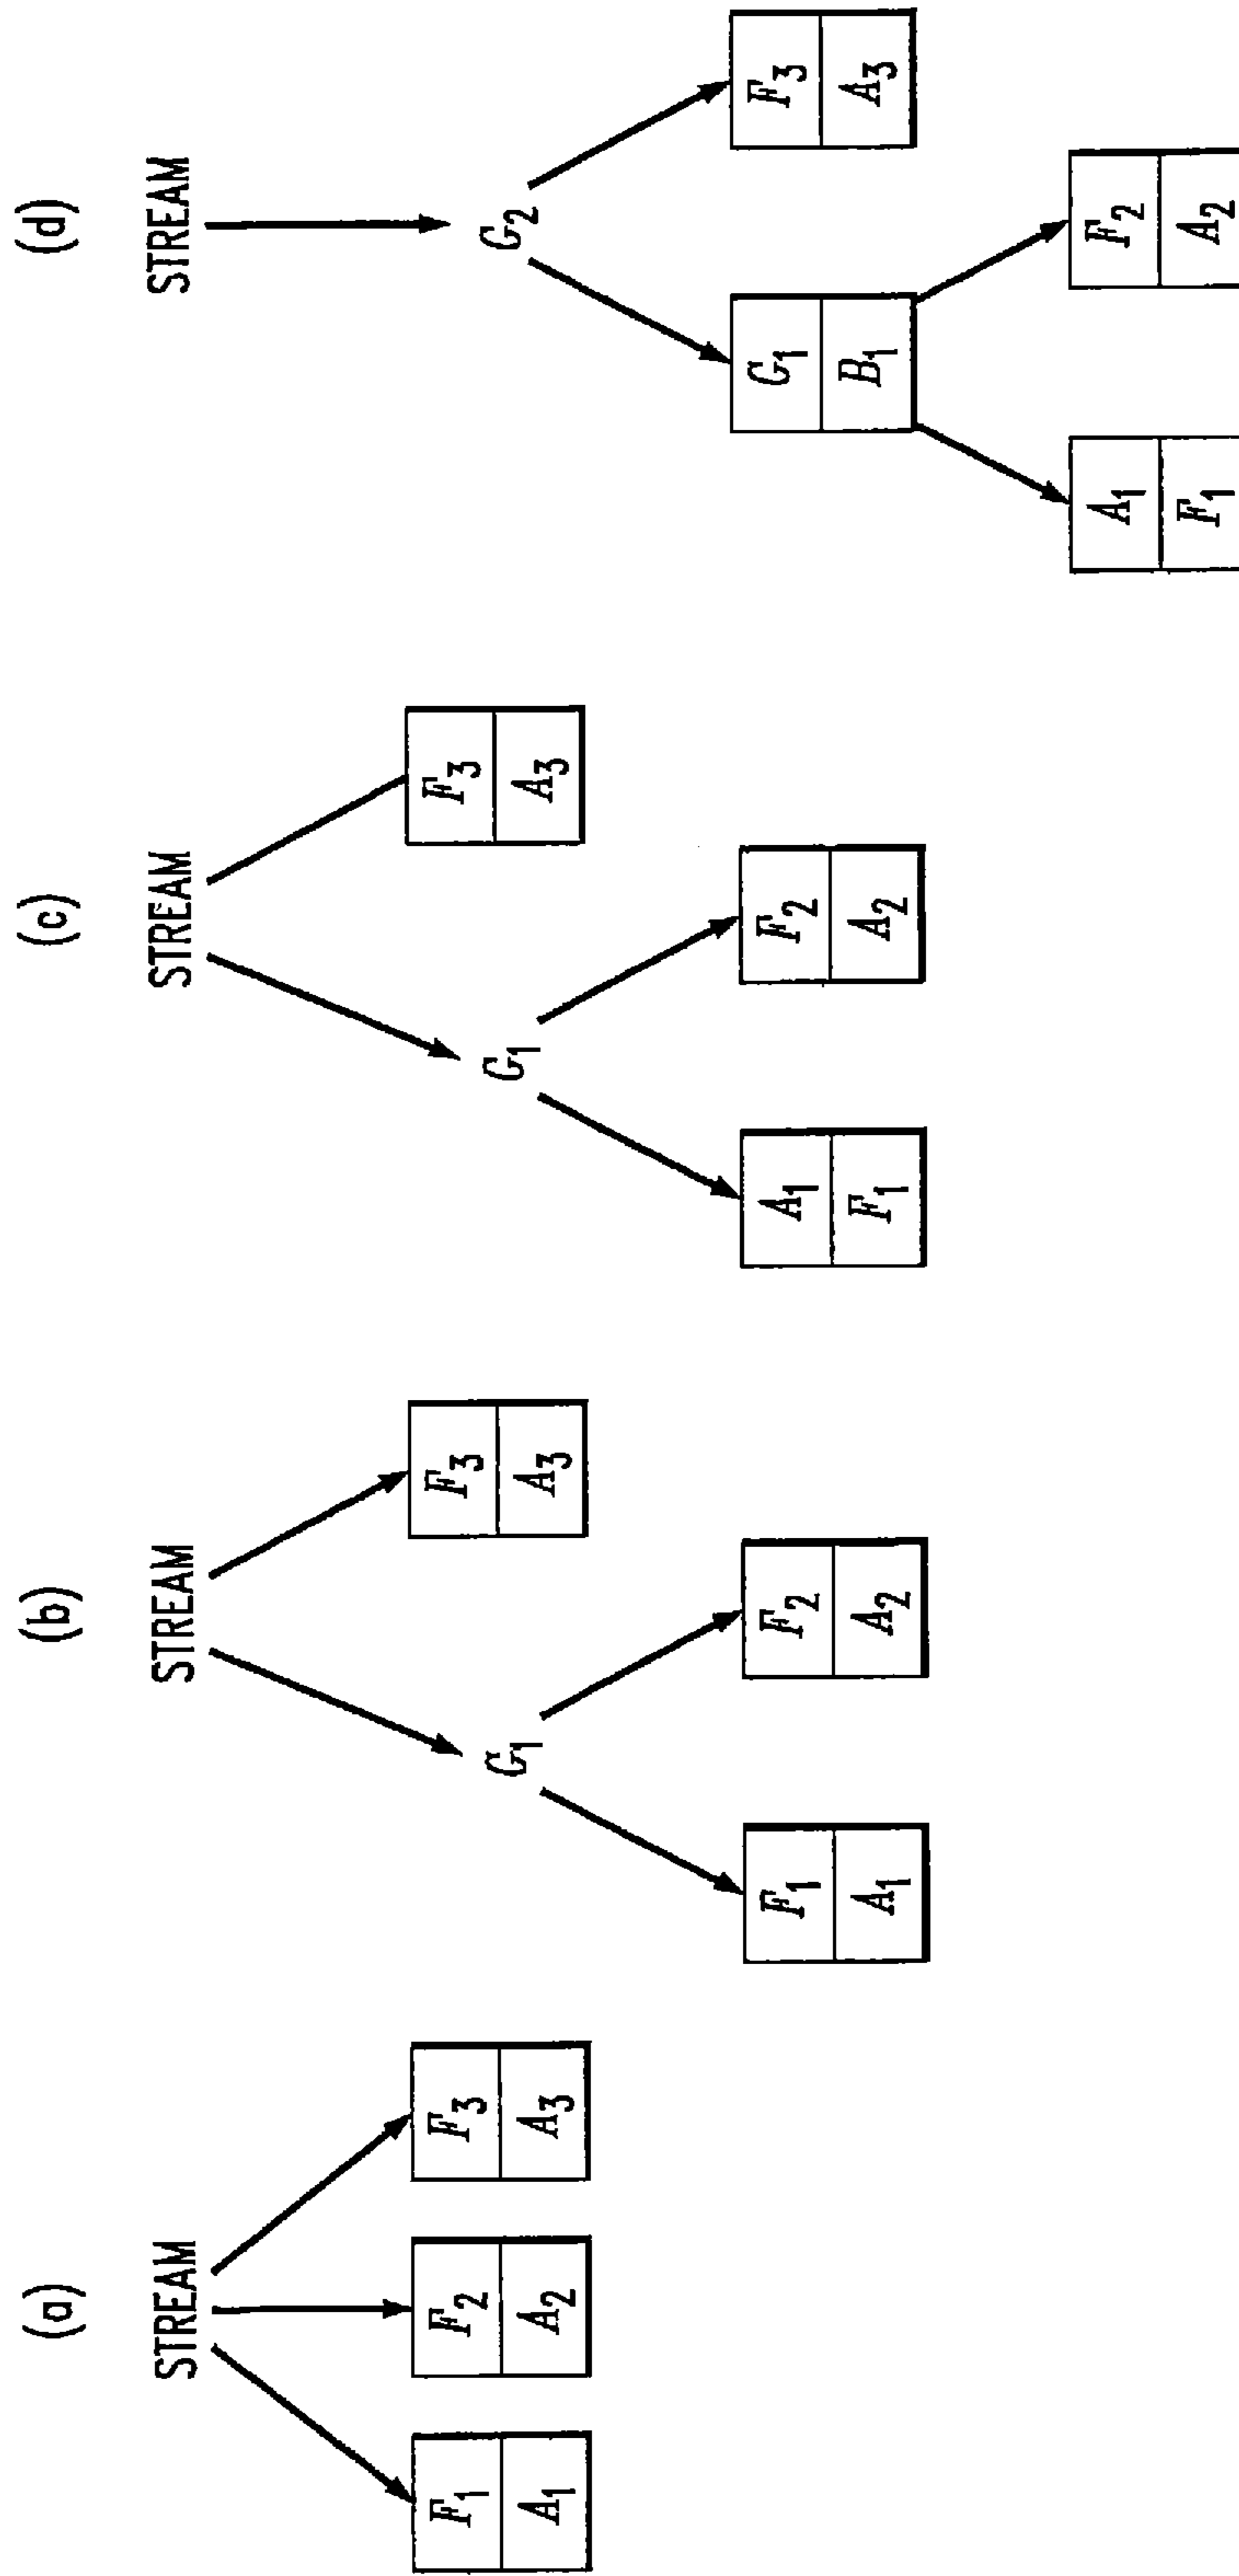 (a)
STREAM
F₁ F₂ F₃
A₁ A₂ A₃
(b)
STREAM
F₃
A₃
G₁
F₁ F₂
A₁ A₂
(c)
STREAM
F₃
A₃
G₁
A₁ F₂
F₁ A₂
(d)
STREAM
G₂
G₁ F₃
B₁ A₃
A₁ F₂
F₁ A₂